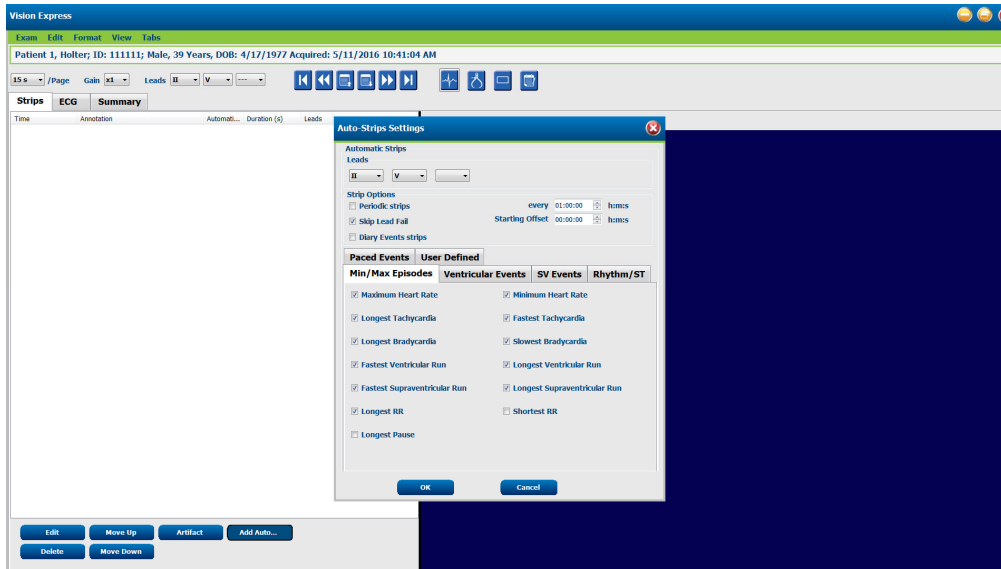 Vision Express
Exam Edit Format View Tabs
Patient 1, Holter; ID: 111111; Male, 39 Years, DOB: 4/17/1977 Acquired: 5/11/2016 10:41:04 AM
15 s /Page Gain x1 Leads II V ---
Strips ECG Summary
Time Annotation Automati... Duration (s) Leads
Auto-Strips Settings
Automatic Strips
Leads
II V
Strip Options
Periodic strips every 01:00:00 h:m:s
Skip Lead Fail Starting Offset 00:00:00 h:m:s
Diary Events strips
Paced Events User Defined
Min/Max Episodes Ventricular Events SV Events Rhythm/ST
Maximum Heart Rate Minimum Heart Rate
Longest Tachycardia Fastest Tachycardia
Longest Bradycardia Slowest Bradycardia
Fastest Ventricular Run Longest Ventricular Run
Fastest Supraventricular Run Longest Supraventricular Run
Longest RR Shortest RR
Longest Pause
OK Cancel
Edit Move Up Artifact Add Auto...
Delete Move Down